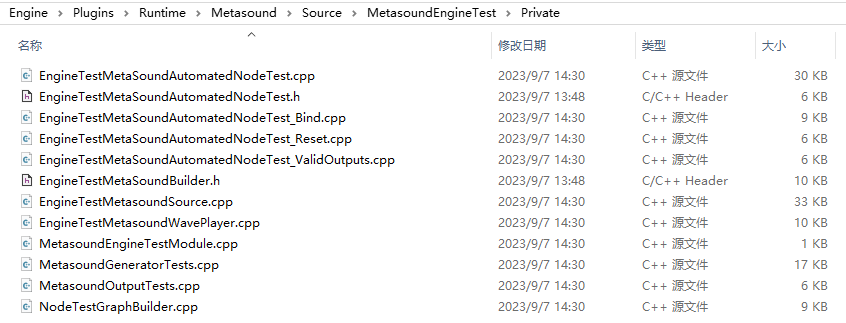 Engine > Plugins > Runtime > Metasound > Source > MetasoundEngineTest > Private
名称 修改日期 类型 大小
EngineTestMetaSoundAutomatedNodeTest.cpp 2023/9/7 14:30 C++ 源文件 30 KB
EngineTestMetaSoundAutomatedNodeTest.h 2023/9/7 13:48 C/C++ Header 6 KB
EngineTestMetaSoundAutomatedNodeTest_Bind.cpp 2023/9/7 14:30 C++ 源文件 9 KB
EngineTestMetaSoundAutomatedNodeTest_Reset.cpp 2023/9/7 14:30 C++ 源文件 6 KB
EngineTestMetaSoundAutomatedNodeTest_ValidOutputs.cpp 2023/9/7 14:30 C++ 源文件 6 KB
EngineTestMetaSoundBuilder.h 2023/9/7 13:48 C/C++ Header 10 KB
EngineTestMetasoundSource.cpp 2023/9/7 14:30 C++ 源文件 33 KB
EngineTestMetasoundWavePlayer.cpp 2023/9/7 14:30 C++ 源文件 10 KB
MetasoundEngineTestModule.cpp 2023/9/7 14:30 C++ 源文件 1 KB
MetasoundGeneratorTests.cpp 2023/9/7 14:30 C++ 源文件 17 KB
MetasoundOutputTests.cpp 2023/9/7 14:30 C++ 源文件 6 KB
NodeTestGraphBuilder.cpp 2023/9/7 14:30 C++ 源文件 9 KB